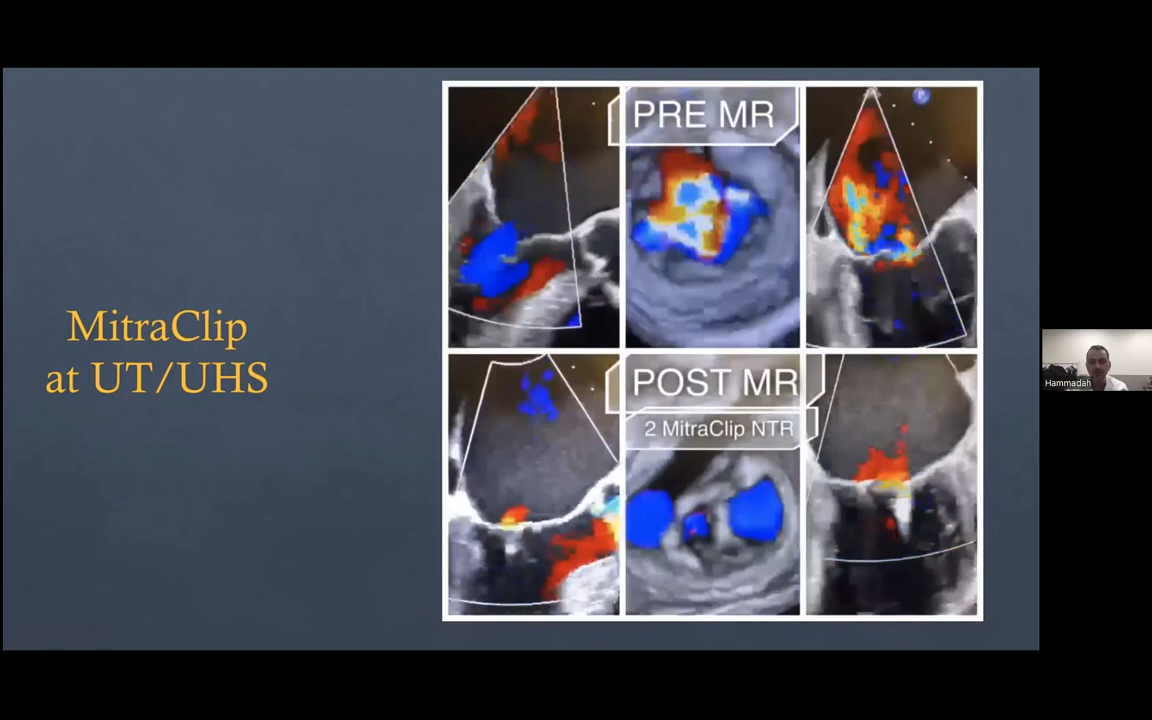 MitraClip
at UT/UHS
PRE MR
POST MR
2 MitraClip NTR
Hammadah